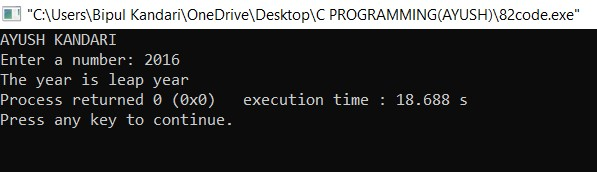 "C:\Users\Bipul Kandari\OneDrive\Desktop\C PROGRAMMING(AYUSH)\82code.exe"
AYUSH KANDARI
Enter a number: 2016
The year is leap year
Process returned 0 (0x0)   execution time : 18.688 s
Press any key to continue.